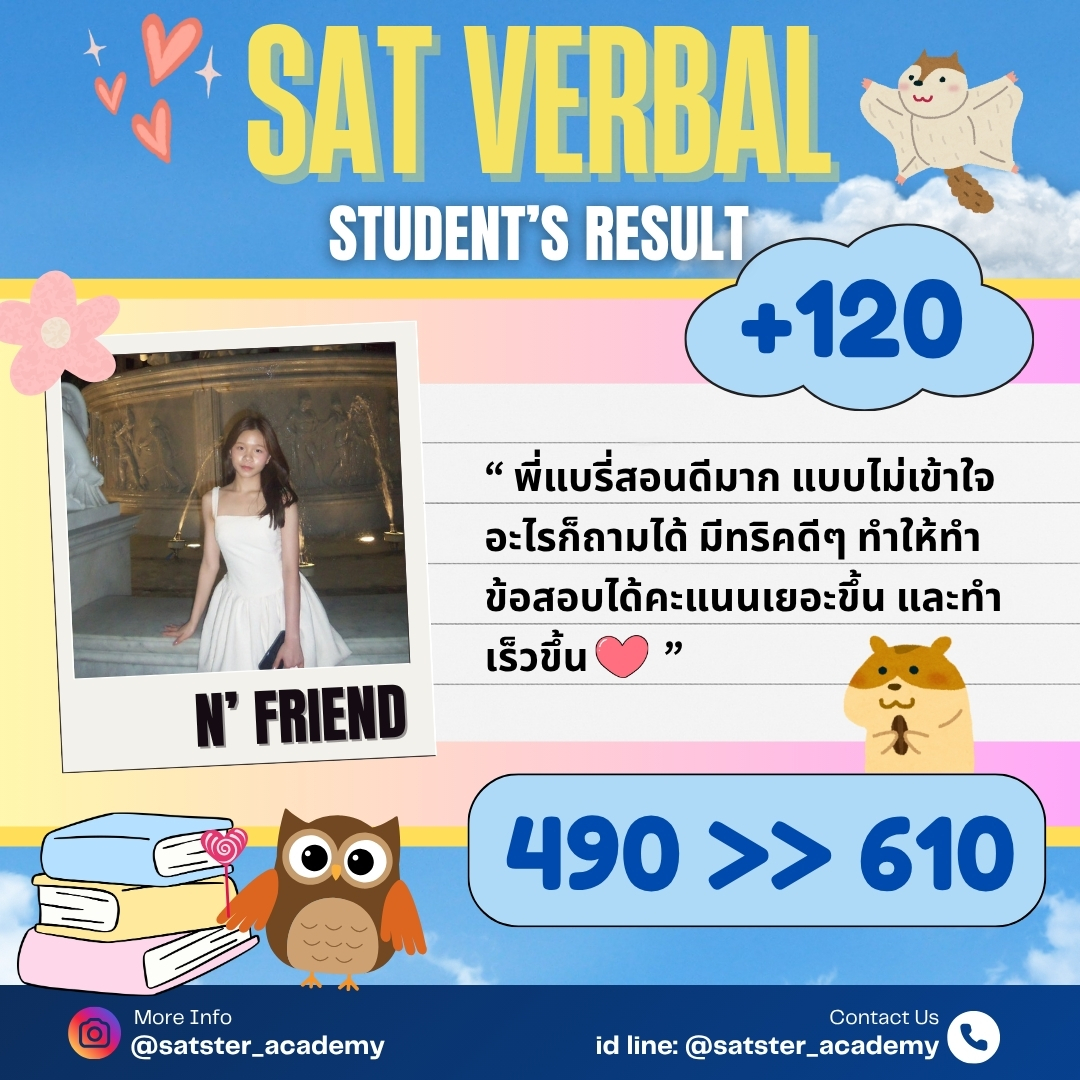 SAT VERBAL
STUDENT'S RESULT
+120
“ พี่แบรี่สอนดีมาก แบบไม่เข้าใจ
อะไรก็ถามได้ มีทริคดีๆ ทำให้ทำ
ข้อสอบได้คะแนนเยอะขึ้น และทำ
เร็วขึ้น ”
N’ FRIEND
490 >> 610
More Info
@satster_academy
Contact Us
id line: @satster_academy